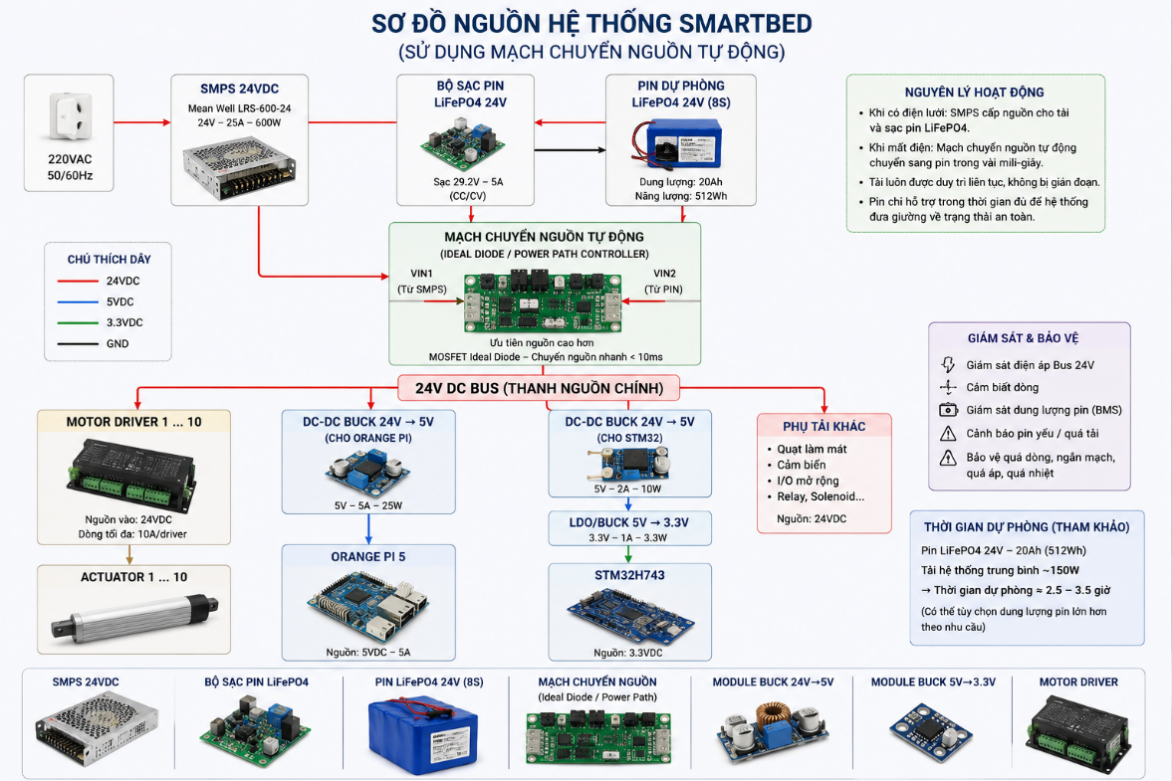 SƠ ĐỒ NGUỒN HỆ THỐNG SMARTBED
(SỬ DỤNG MẠCH CHUYỂN NGUỒN TỰ ĐỘNG)
220VAC
50/60Hz
SMPS 24VDC
Mean Well LRS-600-24
24V – 25A – 600W
BỘ SẠC PIN
LiFePO4 24V
Sạc 29.2V – 5A
(CC/CV)
PIN DỰ PHÒNG
LiFePO4 24V (8S)
Dung lượng: 20Ah
Năng lượng: 512Wh
NGUYÊN LÝ HOẠT ĐỘNG
• Khi có điện lưới: SMPS cấp nguồn cho tải
và sạc pin LiFePO4.
• Khi mất điện: Mạch chuyển nguồn tự động
chuyển sang pin trong vài mili-giây.
• Tải luôn được duy trì liên tục, không bị gián đoạn.
• Pin chỉ hỗ trợ trong thời gian đủ để hệ thống
đưa giường về trạng thái an toàn.
CHÚ THÍCH DÂY
24VDC
5VDC
3.3VDC
GND
MẠCH CHUYỂN NGUỒN TỰ ĐỘNG
(IDEAL DIODE / POWER PATH CONTROLLER)
VIN1
(Từ SMPS)
VIN2
(Từ PIN)
Ưu tiên nguồn cao hơn
MOSFET Ideal Diode – Chuyển nguồn nhanh < 10ms
24V DC BUS (THANH NGUỒN CHÍNH)
GIÁM SÁT & BẢO VỆ
Giám sát điện áp Bus 24V
Cảm biết dòng
Giám sát dung lượng pin (BMS)
Cảnh báo pin yếu / quá tải
Bảo vệ quá dòng, ngắn mạch,
quá áp, quá nhiệt
MOTOR DRIVER 1 ... 10
Nguồn vào: 24VDC
Dòng tối đa: 10A/driver
ACTUATOR 1 ... 10
DC-DC BUCK 24V → 5V
(CHO ORANGE PI)
5V – 5A – 25W
ORANGE PI 5
Nguồn: 5VDC – 5A
DC-DC BUCK 24V → 5V
(CHO STM32)
5V – 2A – 10W
LDO/BUCK 5V → 3.3V
3.3V – 1A – 3.3W
STM32H743
Nguồn: 3.3VDC
PHỤ TẢI KHÁC
• Quạt làm mát
• Cảm biến
• I/O mở rộng
• Relay, Solenoid...
Nguồn: 24VDC
THỜI GIAN DỰ PHÒNG (THAM KHẢO)
Pin LiFePO4 24V – 20Ah (512Wh)
Tải hệ thống trung bình ~150W
→ Thời gian dự phòng ≈ 2.5 – 3.5 giờ
(Có thể tùy chọn dung lượng pin lớn hơn
theo nhu cầu)
SMPS 24VDC
BỘ SẠC PIN LiFePO4
PIN LiFePO4 24V (8S)
MẠCH CHUYỂN NGUỒN
(Ideal Diode / Power Path)
MODULE BUCK 24V→5V
MODULE BUCK 5V→3.3V
MOTOR DRIVER